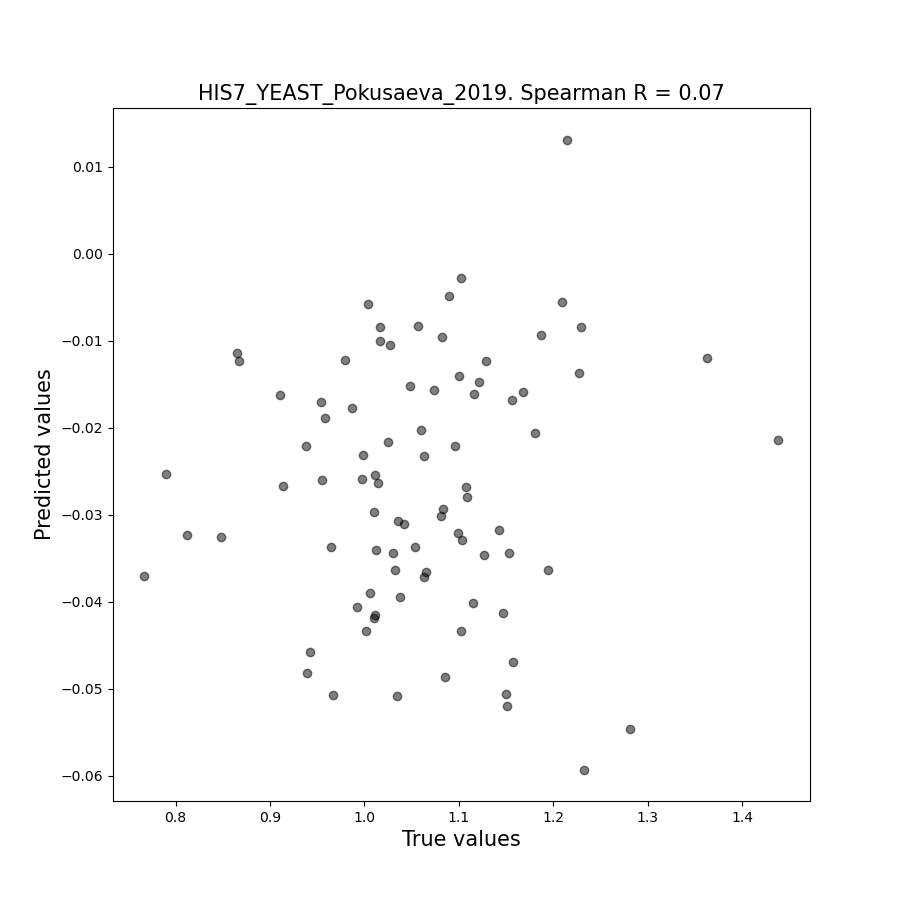 HIS7_YEAST_Pokusaeva_2019. Spearman R = 0.07
0.01
0.00
−0.01
−0.02
−0.03
−0.04
−0.05
−0.06
Predicted values
0.8 0.9 1.0 1.1 1.2 1.3 1.4
True values